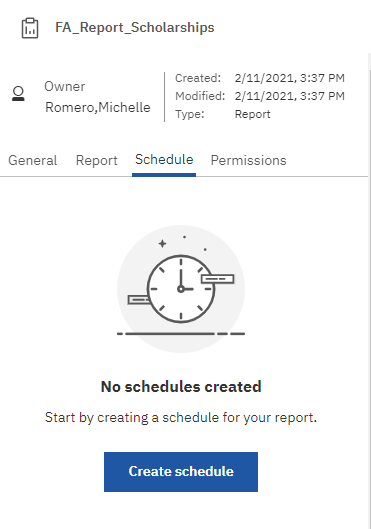 FA_Report_Scholarships
Owner
Romero,Michelle
Created: 2/11/2021, 3:37 PM
Modified: 2/11/2021, 3:37 PM
Type: Report
General Report Schedule Permissions
No schedules created
Start by creating a schedule for your report.
Create schedule